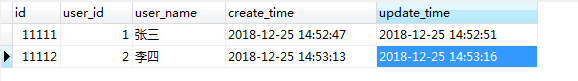 id user_id user_name create_time update_time
11111 1 张三 2018-12-25 14:52:47 2018-12-25 14:52:51
11112 2 李四 2018-12-25 14:53:13 2018-12-25 14:53:16